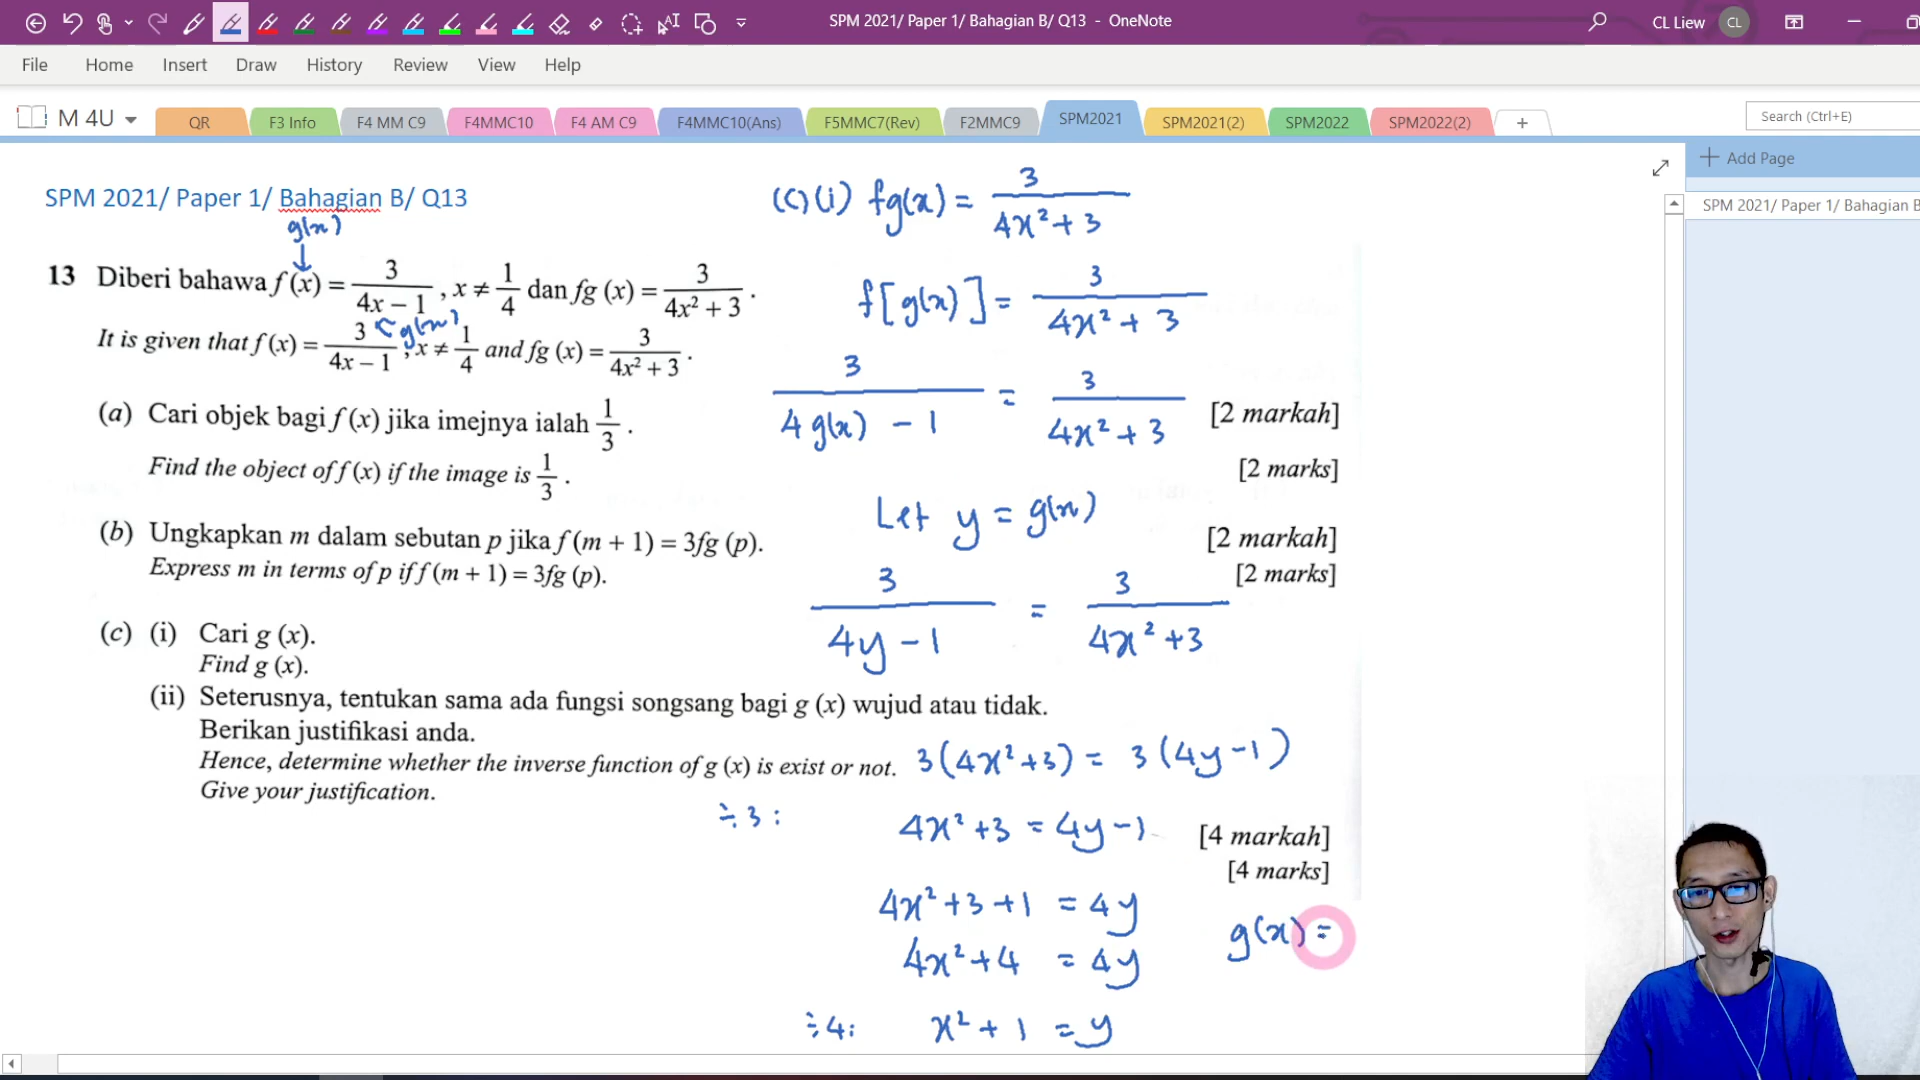 SPM 2021/ Paper 1/ Bahagian B/ Q13 - OneNote
CL Liew CL
File Home Insert Draw History Review View Help
M 4U QR F3 Info F4 MM C9 F4MMC10 F4 AM C9 F4MMC10(Ans) F5MMC7(Rev) F2MMC9 SPM2021 SPM2021(2) SPM2022 SPM2022(2) +
Search (Ctrl+E)
Add Page
SPM 2021/ Paper 1/ Bahagian B
SPM 2021/ Paper 1/ Bahagian B/ Q13
g(x)
13 Diberi bahawa f (x) = 3/(4x − 1) , x ≠ 1/4 dan fg (x) = 3/(4x² + 3) .
g(x)
It is given that f (x) = 3/(4x − 1) , x ≠ 1/4 and fg (x) = 3/(4x² + 3) .
(a) Cari objek bagi f (x) jika imejnya ialah 1/3 .
[2 markah]
Find the object of f (x) if the image is 1/3 .
[2 marks]
(b) Ungkapkan m dalam sebutan p jika f (m + 1) = 3fg (p).
[2 markah]
Express m in terms of p if f (m + 1) = 3fg (p).
[2 marks]
(c) (i) Cari g (x).
Find g (x).
(ii) Seterusnya, tentukan sama ada fungsi songsang bagi g (x) wujud atau tidak.
Berikan justifikasi anda.
Hence, determine whether the inverse function of g (x) is exist or not.
Give your justification.
[4 markah]
[4 marks]
(c)(i) fg(x) = 3/(4x² + 3)
f[g(x)] = 3/(4x² + 3)
3/(4g(x) − 1) = 3/(4x² + 3)
Let y = g(x)
3/(4y − 1) = 3/(4x² + 3)
3(4x² + 3) = 3(4y − 1)
÷3: 4x² + 3 = 4y − 1
4x² + 3 + 1 = 4y
4x² + 4 = 4y
÷4: x² + 1 = y
g(x) =